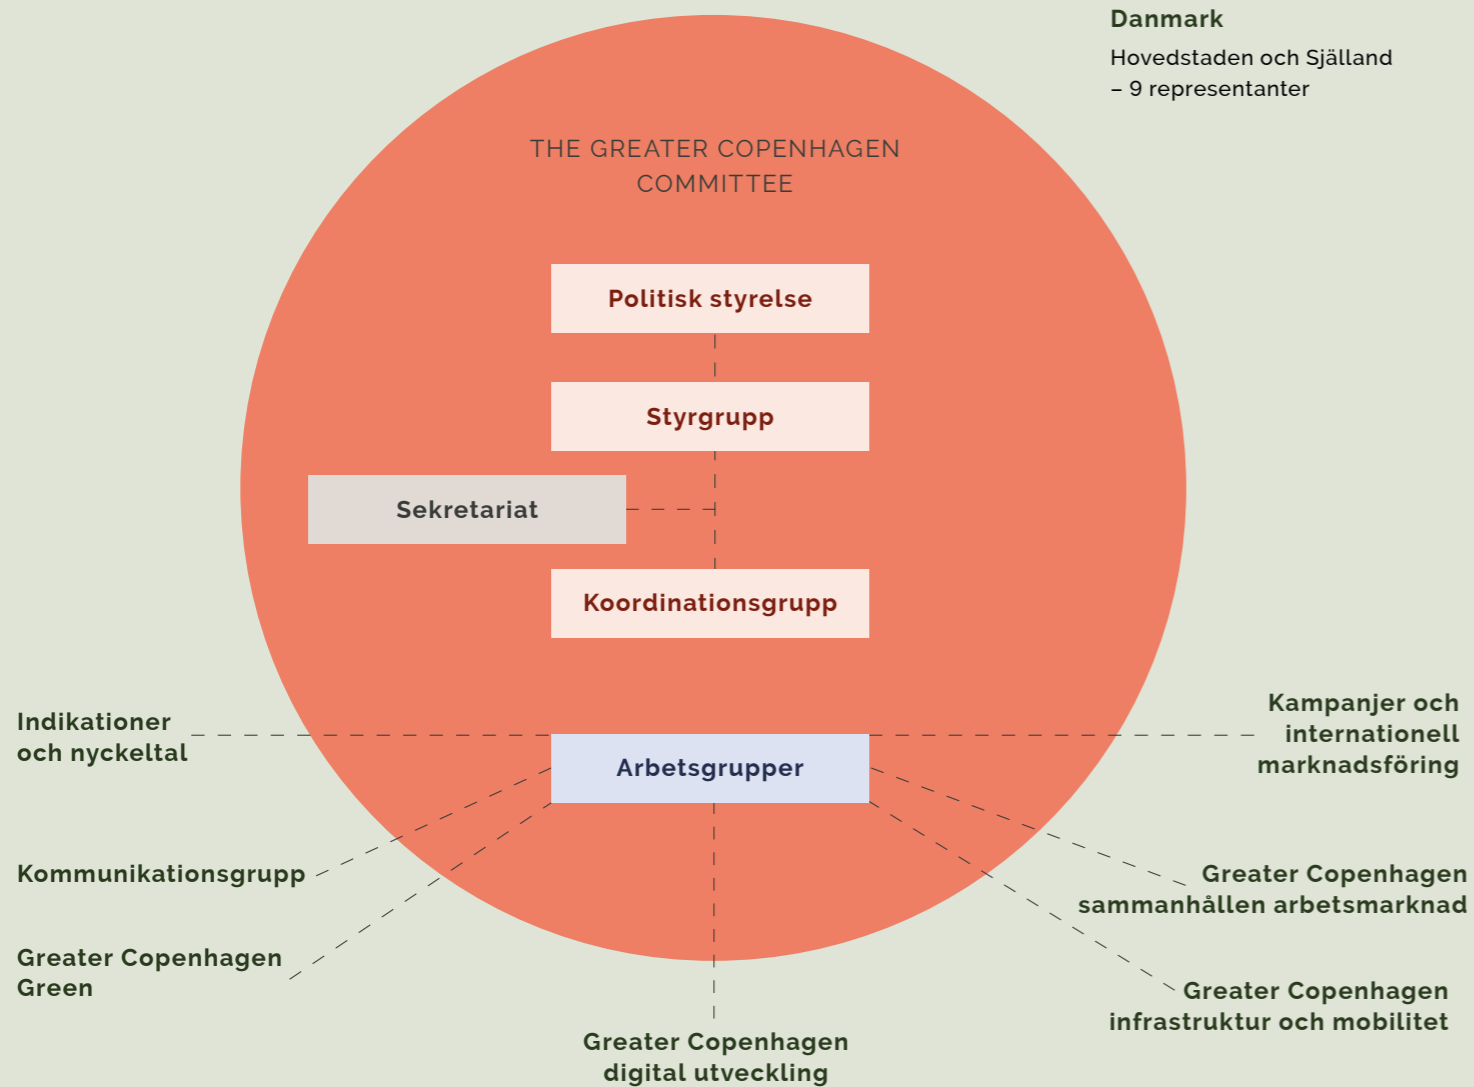 Danmark
Hovedstaden och Själland
– 9 representanter
THE GREATER COPENHAGEN
COMMITTEE
Politisk styrelse
Styrgrupp
Sekretariat
Koordinationsgrupp
Indikationer
och nyckeltal
Arbetsgrupper
Kampanjer och
internationell
marknadsföring
Kommunikationsgrupp
Greater Copenhagen
sammanhållen arbetsmarknad
Greater Copenhagen
Green
Greater Copenhagen
infrastruktur och mobilitet
Greater Copenhagen
digital utveckling